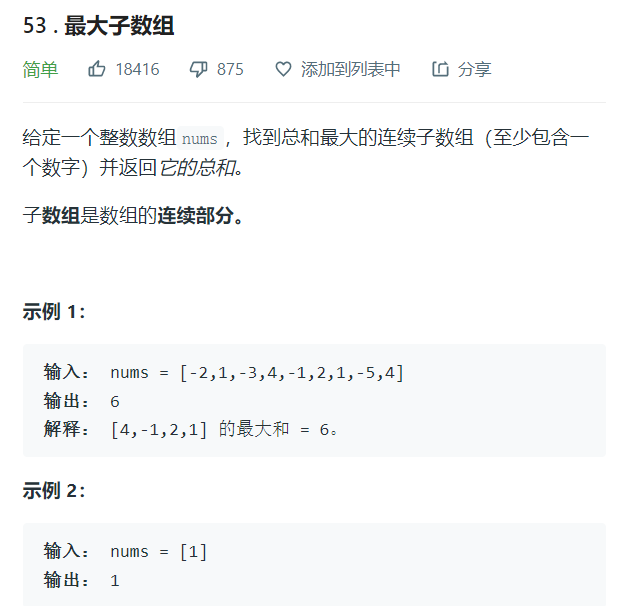 53 . 最大子数组
简单 18416 875 添加到列表中 分享
给定一个整数数组 nums ，找到总和最大的连续子数组（至少包含一
个数字）并返回它的总和。
子数组是数组的连续部分。
示例 1：
输入： nums = [-2,1,-3,4,-1,2,1,-5,4]
输出： 6
解释： [4,-1,2,1] 的最大和 = 6。
示例 2：
输入： nums = [1]
输出： 1